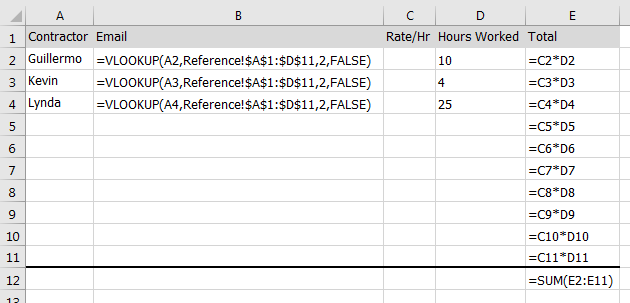 A B C D E
1 Contractor Email Rate/Hr Hours Worked Total
2 Guillermo =VLOOKUP(A2,Reference!$A$1:$D$11,2,FALSE) 10 =C2*D2
3 Kevin =VLOOKUP(A3,Reference!$A$1:$D$11,2,FALSE) 4 =C3*D3
4 Lynda =VLOOKUP(A4,Reference!$A$1:$D$11,2,FALSE) 25 =C4*D4
5 =C5*D5
6 =C6*D6
7 =C7*D7
8 =C8*D8
9 =C9*D9
10 =C10*D10
11 =C11*D11
12 =SUM(E2:E11)
13